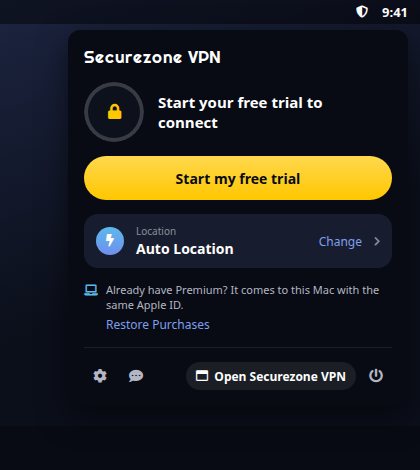 9:41
Securezone VPN
Start your free trial to
connect
Start my free trial
Location
Auto Location
Change
Already have Premium? It comes to this Mac with the
same Apple ID.
Restore Purchases
Open Securezone VPN